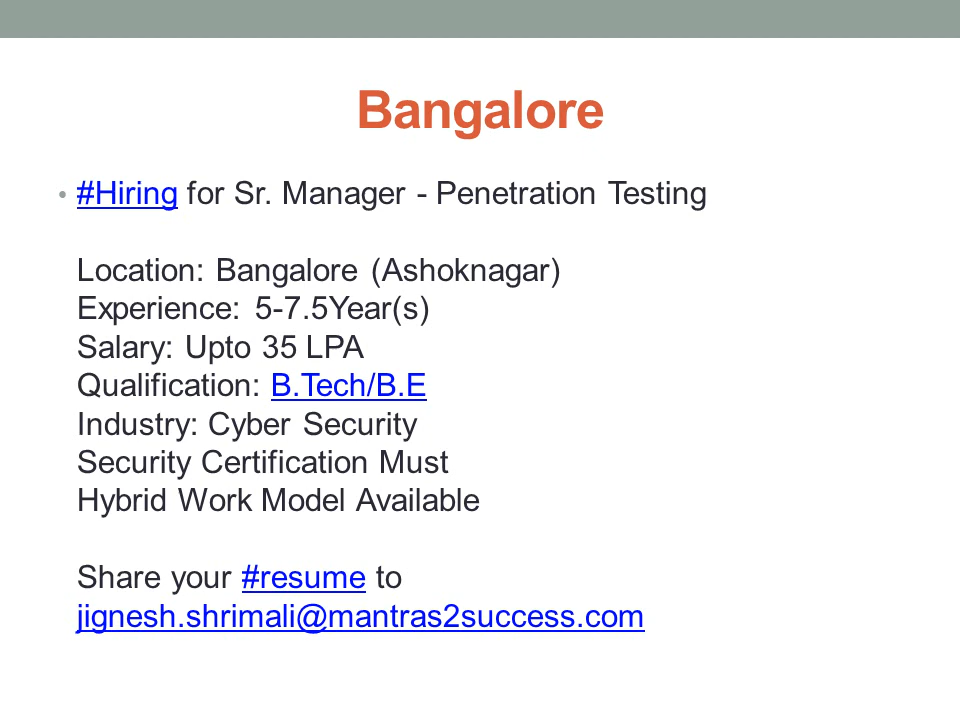 Bangalore
• #Hiring for Sr. Manager - Penetration Testing
Location: Bangalore (Ashoknagar)
Experience: 5-7.5Year(s)
Salary: Upto 35 LPA
Qualification: B.Tech/B.E
Industry: Cyber Security
Security Certification Must
Hybrid Work Model Available
Share your #resume to
jignesh.shrimali@mantras2success.com